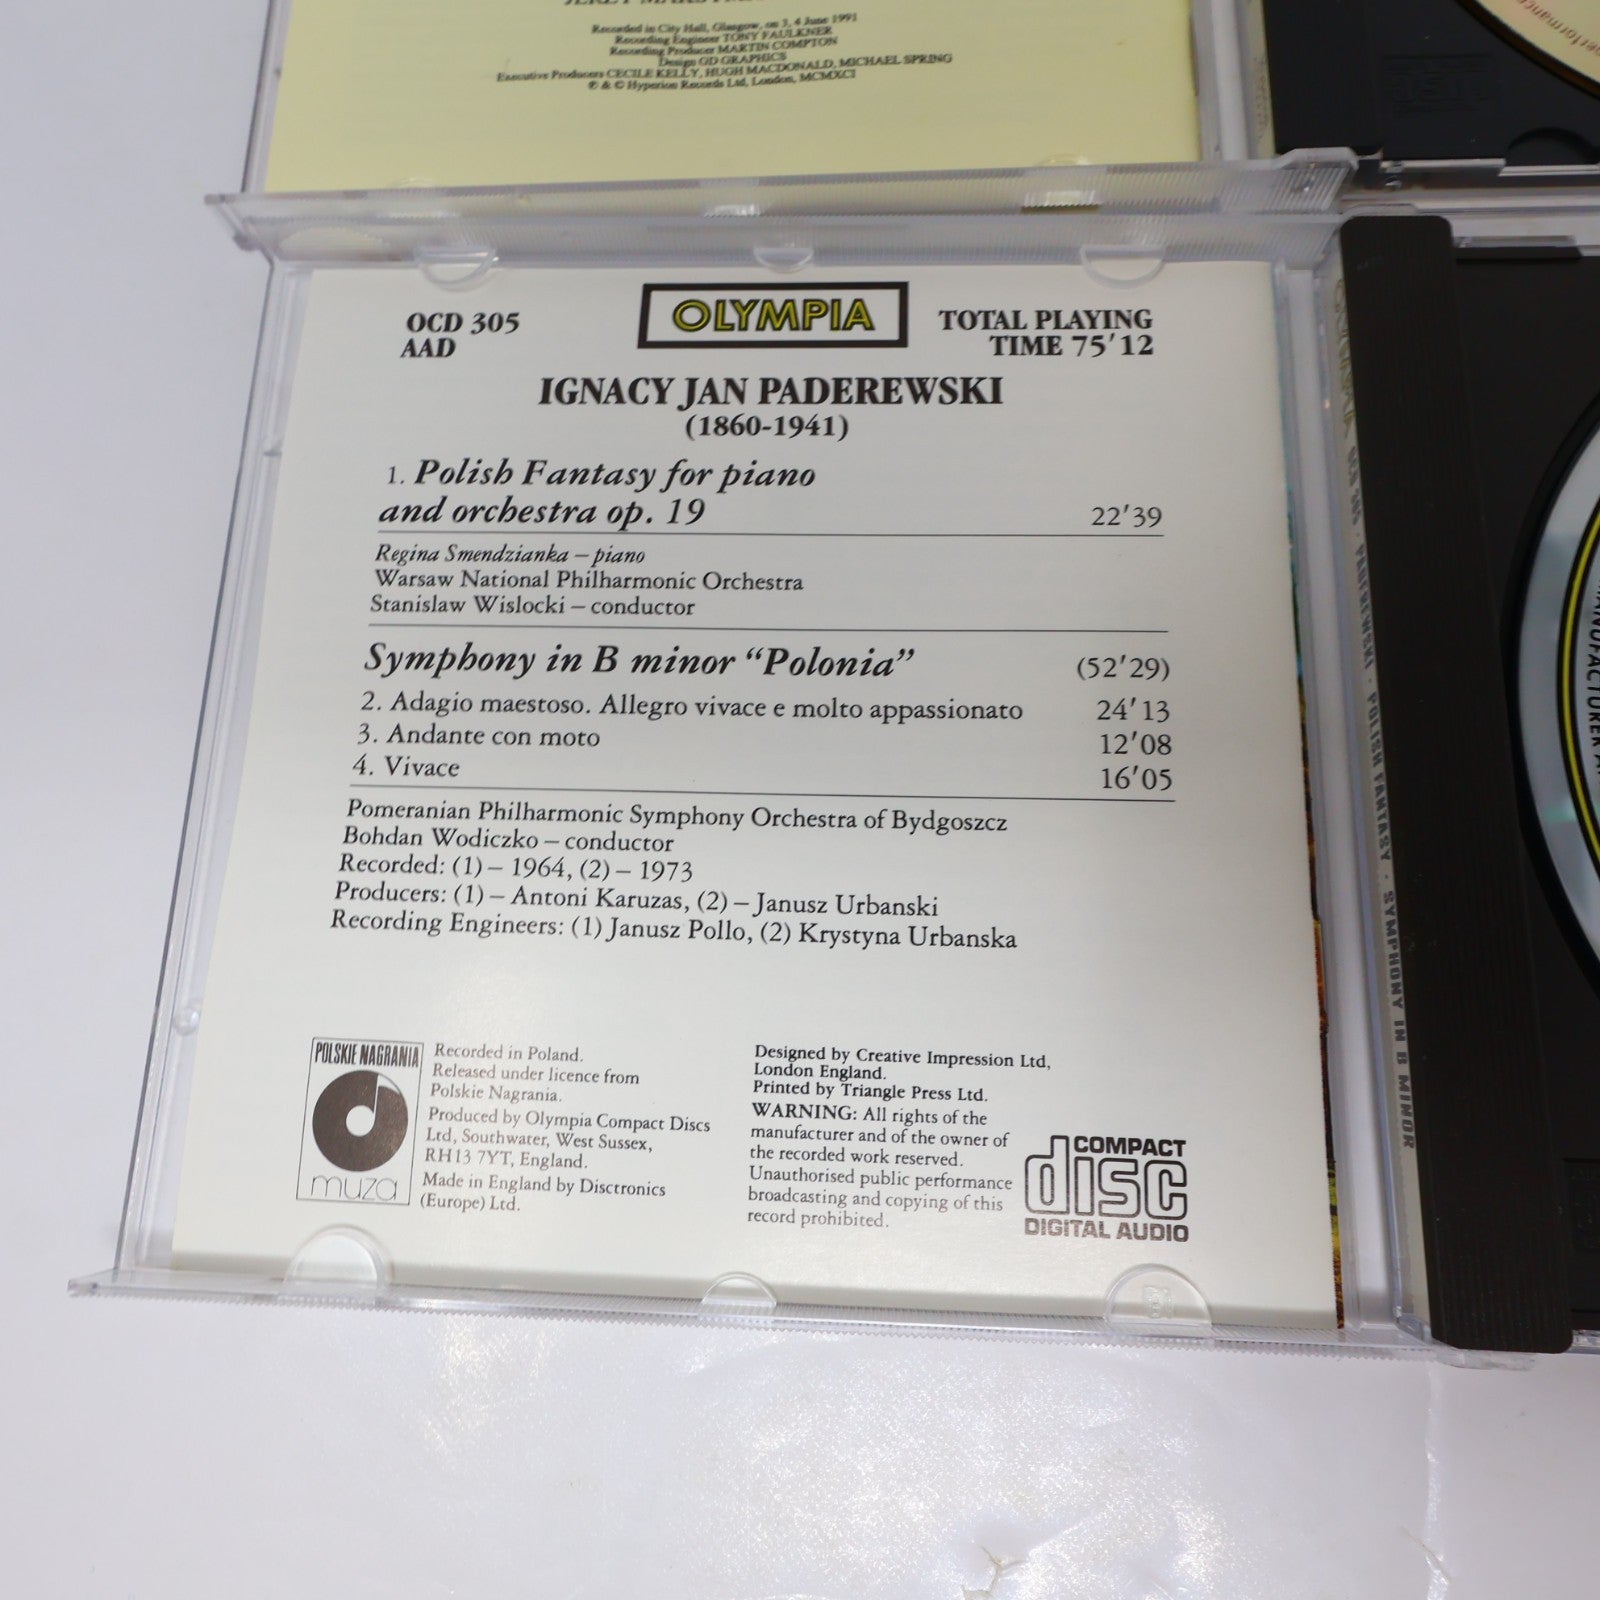 Recorded in City Hall, Glasgow, on 3, 4 June 1991
Recording Engineer TONY FAULKNER
Recording Producer MARTIN COMPTON
Design GD GRAPHICS
Executive Producers CECILE KELLY, HUGH MACDONALD, MICHAEL SPRING
℗ & © Hyperion Records Ltd, London, MCMXCI
OCD 305
AAD
OLYMPIA
TOTAL PLAYING
TIME 75'12
IGNACY JAN PADEREWSKI
(1860-1941)
1. Polish Fantasy for piano
and orchestra op. 19 22'39
Regina Smendzianka – piano
Warsaw National Philharmonic Orchestra
Stanislaw Wislocki – conductor
Symphony in B minor “Polonia” (52'29)
2. Adagio maestoso. Allegro vivace e molto appassionato 24'13
3. Andante con moto 12'08
4. Vivace 16'05
Pomeranian Philharmonic Symphony Orchestra of Bydgoszcz
Bohdan Wodiczko – conductor
Recorded: (1) – 1964, (2) – 1973
Producers: (1) – Antoni Karuzas, (2) – Janusz Urbanski
Recording Engineers: (1) Janusz Pollo, (2) Krystyna Urbanska
POLSKIE NAGRANIA
muza
Recorded in Poland.
Released under licence from
Polskie Nagrania.
Produced by Olympia Compact Discs
Ltd, Southwater, West Sussex,
RH13 7YT, England.
Made in England by Disctronics
(Europe) Ltd.
Designed by Creative Impression Ltd,
London England.
Printed by Triangle Press Ltd.
WARNING: All rights of the
manufacturer and of the owner of
the recorded work reserved.
Unauthorised public performance
broadcasting and copying of this
record prohibited.
COMPACT
disc
DIGITAL AUDIO
PADEREWSKI · POLISH FANTASY · SYMPHONY IN B MINOR
MANUFACTURER
performance